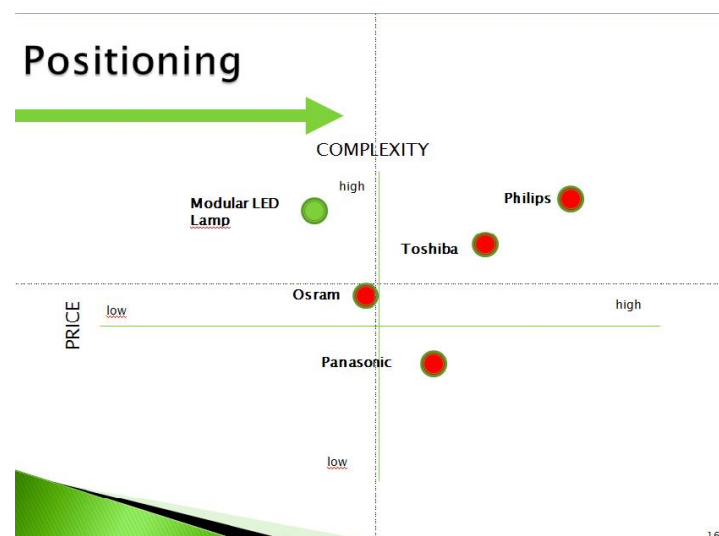 Positioning
COMPLEXITY
high
Modular LED
Lamp
Philips
Toshiba
Osram
PRICE
low
high
Panasonic
low
16